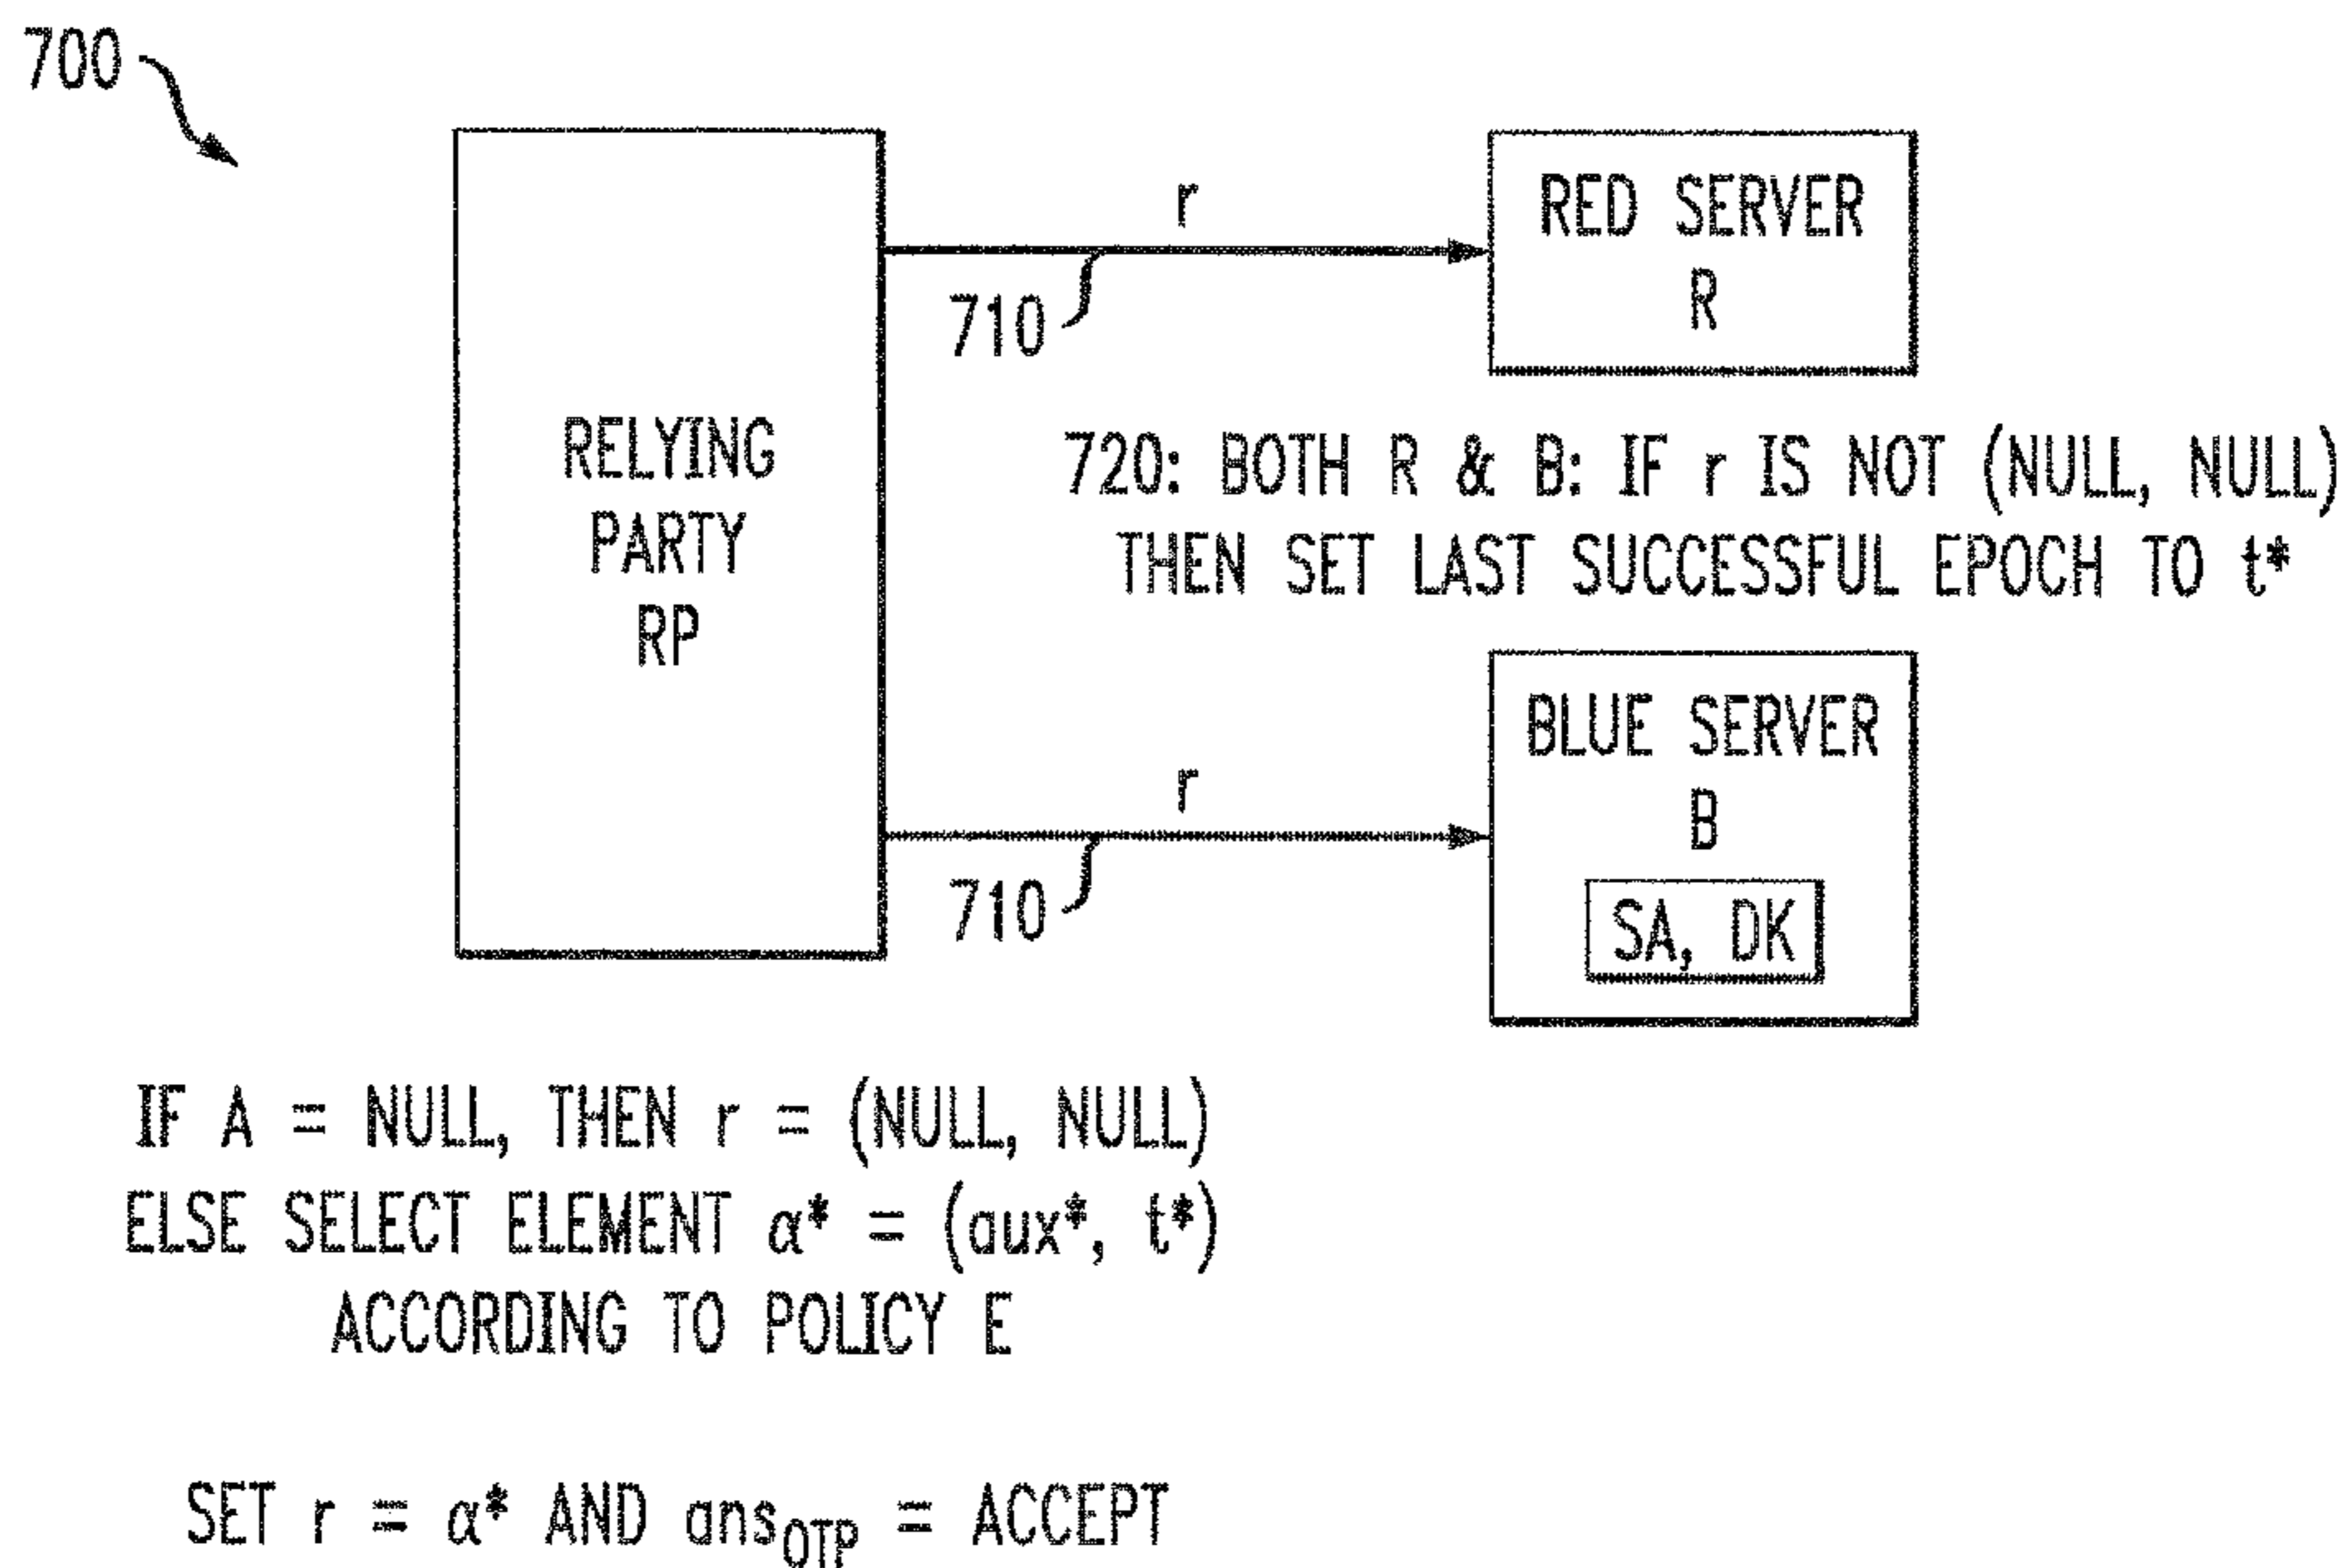 700
RELYING
PARTY
RP
r
710
RED SERVER
R
720: BOTH R & B: IF r IS NOT (NULL, NULL)
THEN SET LAST SUCCESSFUL EPOCH TO t*
r
710
BLUE SERVER
B
SA, DK
IF A = NULL, THEN r = (NULL, NULL)
ELSE SELECT ELEMENT α* = (aux*, t*)
ACCORDING TO POLICY E
SET r = α* AND ans_OTP = ACCEPT